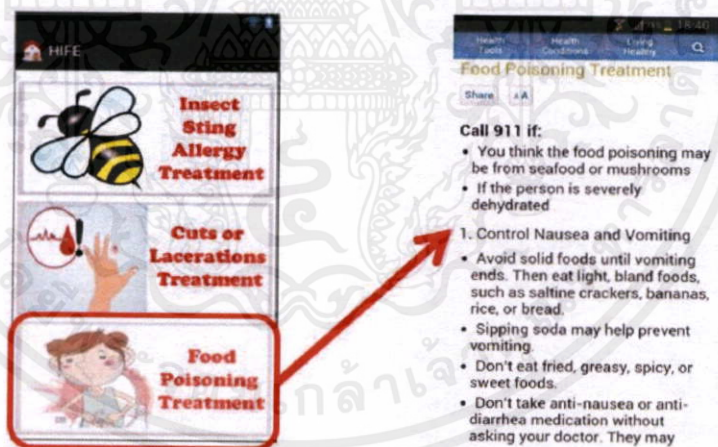 HIFE
Insect
Sting
Allergy
Treatment
Cuts or
Lacerations
Treatment
Food
Poisoning
Treatment
18:40
Health
Tools
Health
Conditions
Living
Healthy
Food Poisoning Treatment
Share
AA
Call 911 if:
• You think the food poisoning may
be from seafood or mushrooms
• If the person is severely
dehydrated
1. Control Nausea and Vomiting
• Avoid solid foods until vomiting
ends. Then eat light, bland foods,
such as saltine crackers, bananas,
rice, or bread.
• Sipping soda may help prevent
vomiting.
• Don't eat fried, greasy, spicy, or
sweet foods.
• Don't take anti-nausea or anti-
diarrhea medication without
asking your doctor. They may